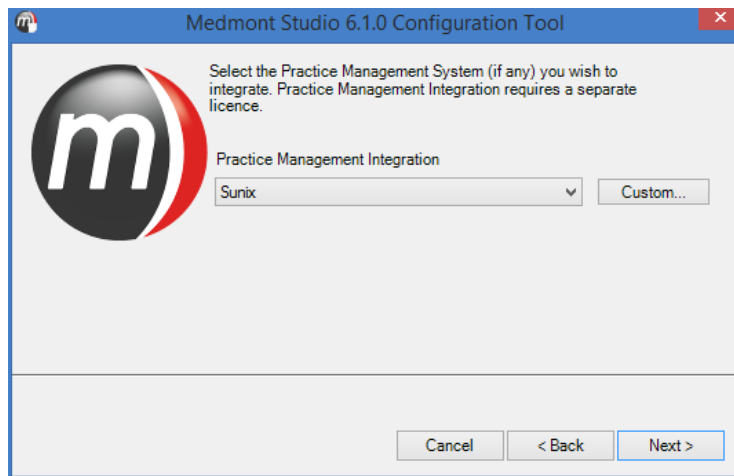 Medmont Studio 6.1.0 Configuration Tool
m
Select the Practice Management System (if any) you wish to
integrate. Practice Management Integration requires a separate
licence.
m
Practice Management Integration
Sunix
Custom...
Cancel
< Back
Next >